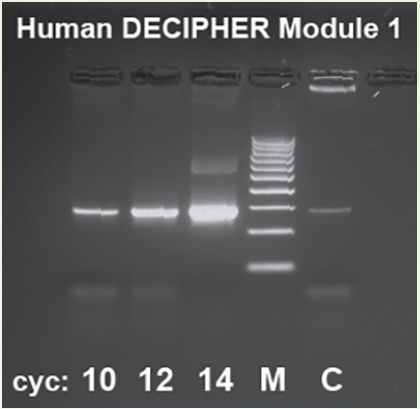 Human DECIPHER Module 1
cyc: 10 12 14 M C